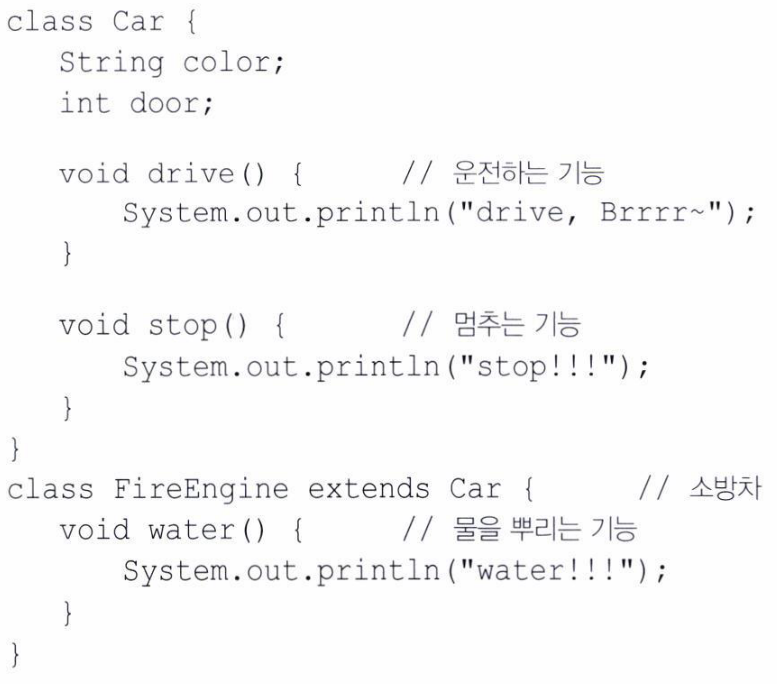 class Car {
String color;
int door;
void drive() { // 운전하는 기능
System.out.println("drive, Brrrr~");
}
void stop() { // 멈추는 기능
System.out.println("stop!!!");
}
}
class FireEngine extends Car { // 소방차
void water() { // 물을 뿌리는 기능
System.out.println("water!!!");
}
}